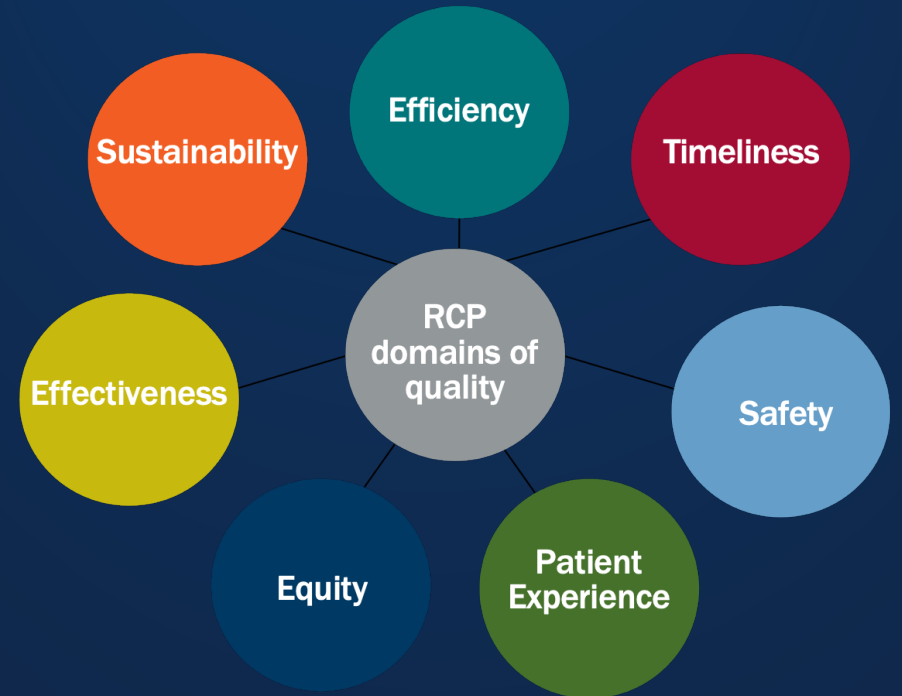 Efficiency
Sustainability
Timeliness
RCP
domains of
quality
Effectiveness
Safety
Equity
Patient
Experience